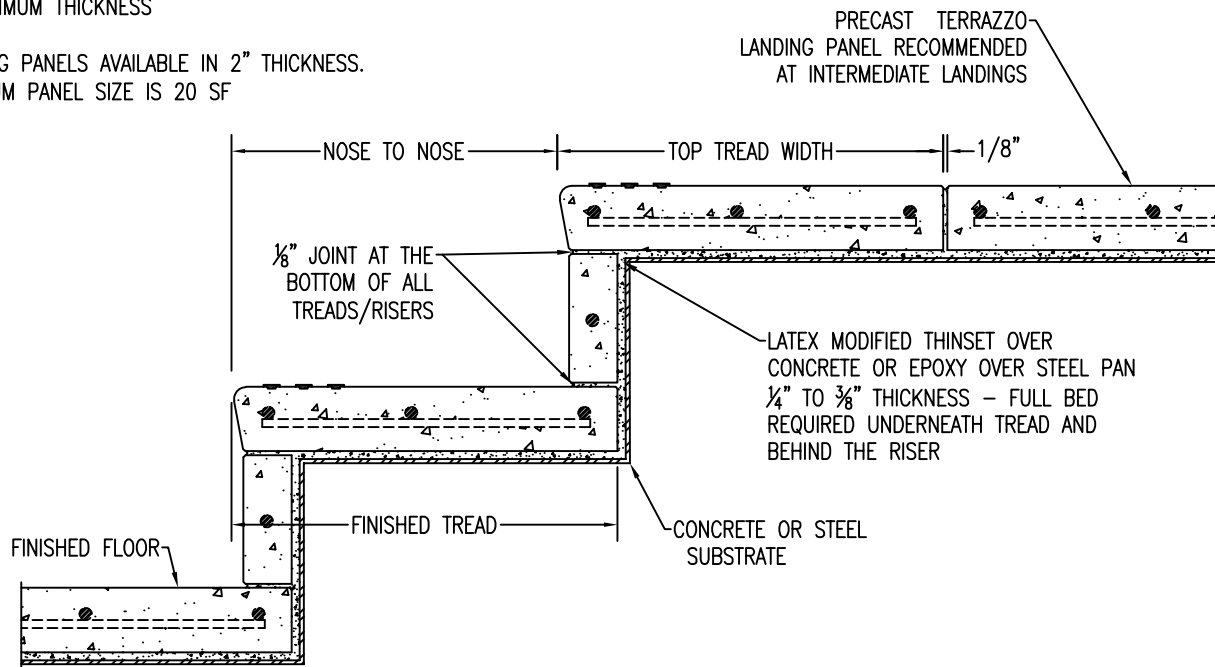 THICKNESS
PANELS AVAILABLE IN 2" THICKNESS.
PANEL SIZE IS 20 SF
PRECAST TERRAZZO
LANDING PANEL RECOMMENDED
AT INTERMEDIATE LANDINGS
NOSE TO NOSE
TOP TREAD WIDTH
1/8"
⅛" JOINT AT THE
BOTTOM OF ALL
TREADS/RISERS
LATEX MODIFIED THINSET OVER
CONCRETE OR EPOXY OVER STEEL PAN
¼" TO ⅜" THICKNESS – FULL BED
REQUIRED UNDERNEATH TREAD AND
BEHIND THE RISER
FINISHED TREAD
CONCRETE OR STEEL
SUBSTRATE
FINISHED FLOOR